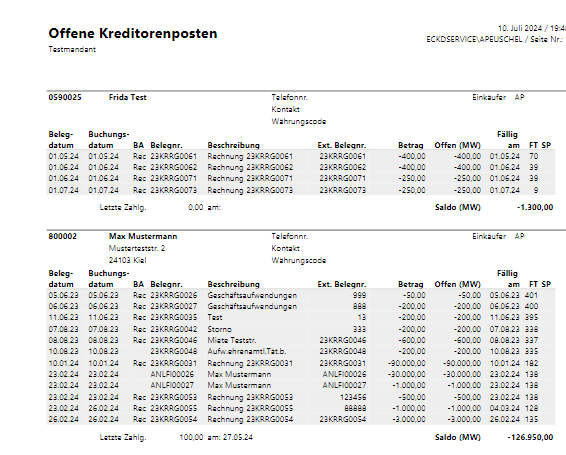 Offene Kreditorenposten
10. Juli 2024 / 19:4
Testmandant
ECKDSERVICE\APEUSCHEL / Seite Nr.:
0590025 Frida Test Telefonnr. Einkäufer AP
Kontakt
Währungscode
Beleg- Buchungs- Fällig
datum datum BA Belegnr. Beschreibung Ext. Belegnr. Betrag Offen (MW) am FT SP
01.05.24 01.05.24 Rec 23KRRG0061 Rechnung 23KRRG0061 23KRRG0061 -400,00 -400,00 01.05.24 70
01.06.24 01.06.24 Rec 23KRRG0062 Rechnung 23KRRG0062 23KRRG0062 -400,00 -400,00 01.06.24 39
01.06.24 01.06.24 Rec 23KRRG0071 Rechnung 23KRRG0071 23KRRG0071 -250,00 -250,00 01.06.24 39
01.07.24 01.07.24 Rec 23KRRG0073 Rechnung 23KRRG0073 23KRRG0073 -250,00 -250,00 01.07.24 9
Letzte Zahlg. 0,00 am: Saldo (MW) -1.300,00
800002 Max Mustermann Telefonnr. Einkäufer AP
Musterteststr. 2 Kontakt
24103 Kiel Währungscode
Beleg- Buchungs- Fällig
datum datum BA Belegnr. Beschreibung Ext. Belegnr. Betrag Offen (MW) am FT SP
05.06.23 05.06.23 Rec 23KRRG0026 Geschäftsaufwendungen 999 -50,00 -50,00 05.06.23 401
06.06.23 06.06.23 Rec 23KRRG0027 Geschäftsaufwendungen 888 -200,00 -200,00 06.06.23 400
11.06.23 11.06.23 Rec 23KRRG0035 Test 13 -200,00 -200,00 11.06.23 395
07.08.23 07.08.23 Rec 23KRRG0042 Storno 333 -200,00 -200,00 07.08.23 338
08.08.23 08.08.23 Rec 23KRRG0046 Miete Teststr. 23KRRG0046 -600,00 -600,00 08.08.23 337
10.08.23 10.08.23 23KRRG0048 Aufw.ehrenamtl.Tät.b. 23KRRG0048 -200,00 -200,00 10.08.23 335
10.01.24 10.01.24 Rec 23KRRG0031 Rechnung 23KRRG0031 23KRRG0031 -90.000,00 -90.000,00 10.01.24 182
23.02.24 23.02.24 ANLFI00026 Max Mustermann ANLFI00026 -30.000,00 -30.000,00 23.02.24 138
23.02.24 23.02.24 ANLFI00027 Max Mustermann ANLFI00027 -1.000,00 -1.000,00 23.02.24 138
23.02.24 23.02.24 Rec 23KRRG0053 Rechnung 23KRRG0053 123456 -500,00 -500,00 23.02.24 138
23.02.24 26.02.24 Rec 23KRRG0055 Rechnung 23KRRG0055 88888 -1.000,00 -1.000,00 04.03.24 128
26.02.24 26.02.24 Rec 23KRRG0054 Rechnung 23KRRG0054 23KRRG0054 -3.000,00 -3.000,00 26.02.24 135
Letzte Zahlg. 100,00 am: 27.05.24 Saldo (MW) -126.950,00